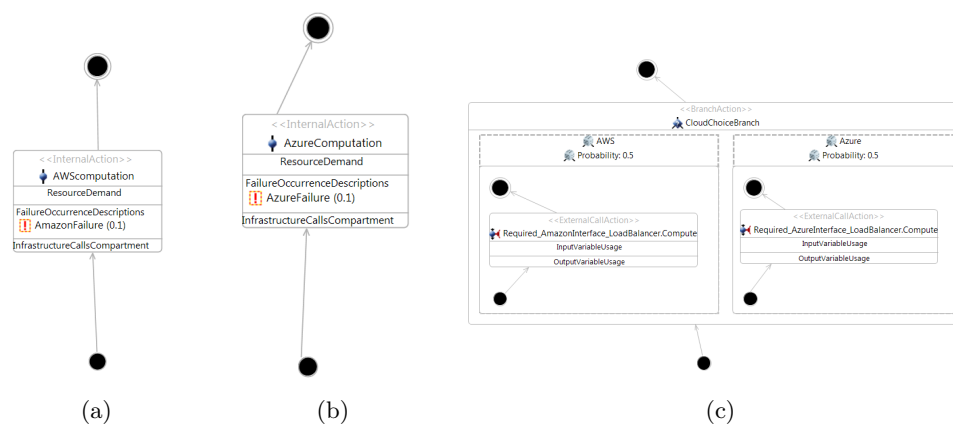 <<InternalAction>>
AWScomputation
ResourceDemand
FailureOccurrenceDescriptions
AmazonFailure (0.1)
InfrastructureCallsCompartment
(a)
<<InternalAction>>
AzureComputation
ResourceDemand
FailureOccurrenceDescriptions
AzureFailure (0.1)
InfrastructureCallsCompartment
(b)
<<BranchAction>>
CloudChoiceBranch
AWS
Probability: 0.5
<<ExternalCallAction>>
Required_AmazonInterface_LoadBalancer.Compute
InputVariableUsage
OutputVariableUsage
Azure
Probability: 0.5
<<ExternalCallAction>>
Required_AzureInterface_LoadBalancer.Compute
InputVariableUsage
OutputVariableUsage
(c)